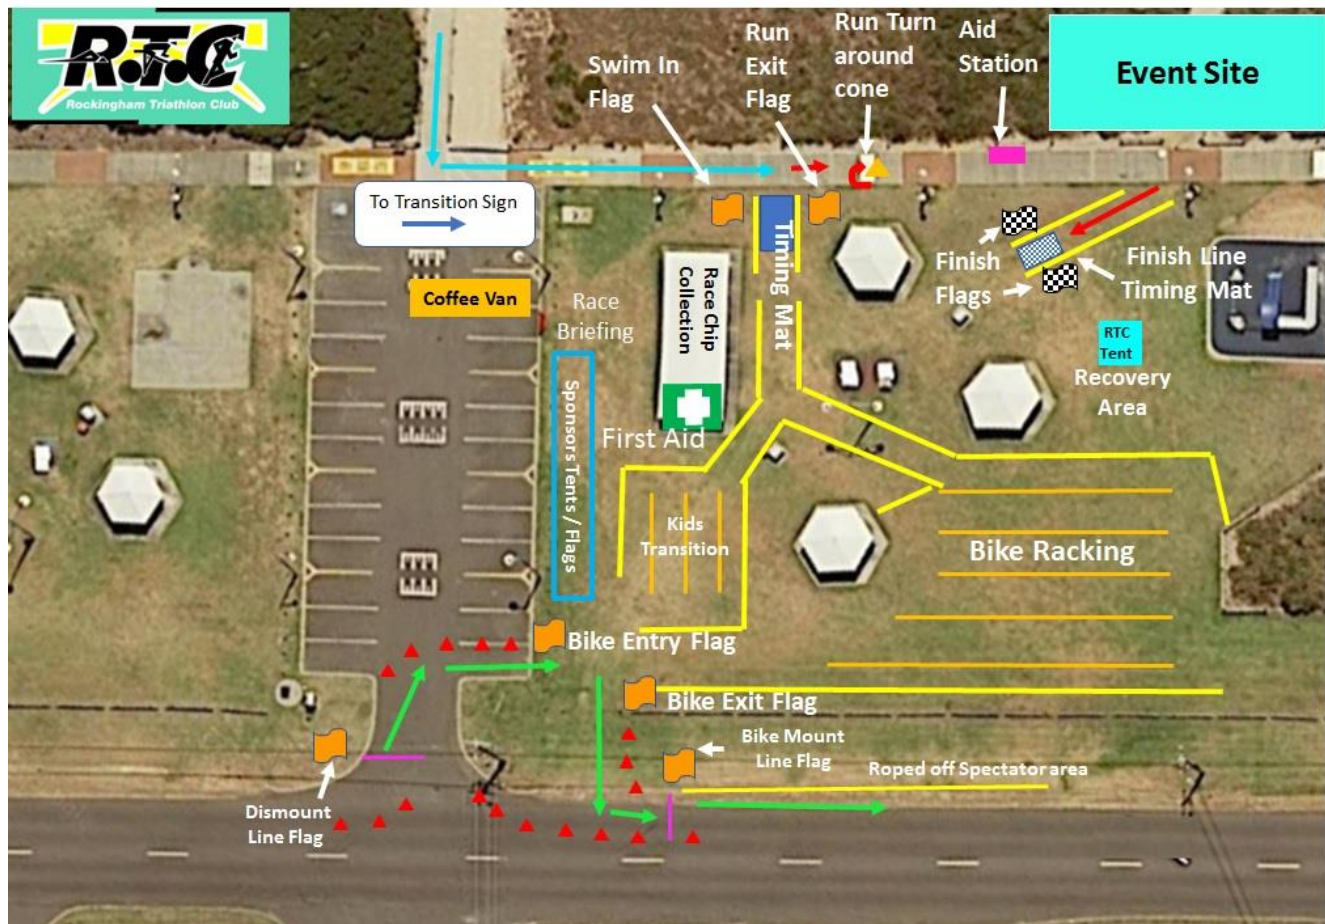 R.T.C
Rockingham Triathlon Club
Swim In
Flag
Run
Exit
Flag
Run Turn
around
cone
Aid
Station
Event Site
To Transition Sign
Coffee Van
Race
Briefing
Race Chip
Collection
Timing Mat
Finish
Flags
Finish Line
Timing Mat
RTC
Tent
Recovery
Area
Sponsors Tents / Flags
First Aid
Kids
Transition
Bike Racking
Bike Entry Flag
Bike Exit Flag
Bike Mount
Line Flag
Roped off Spectator area
Dismount
Line Flag